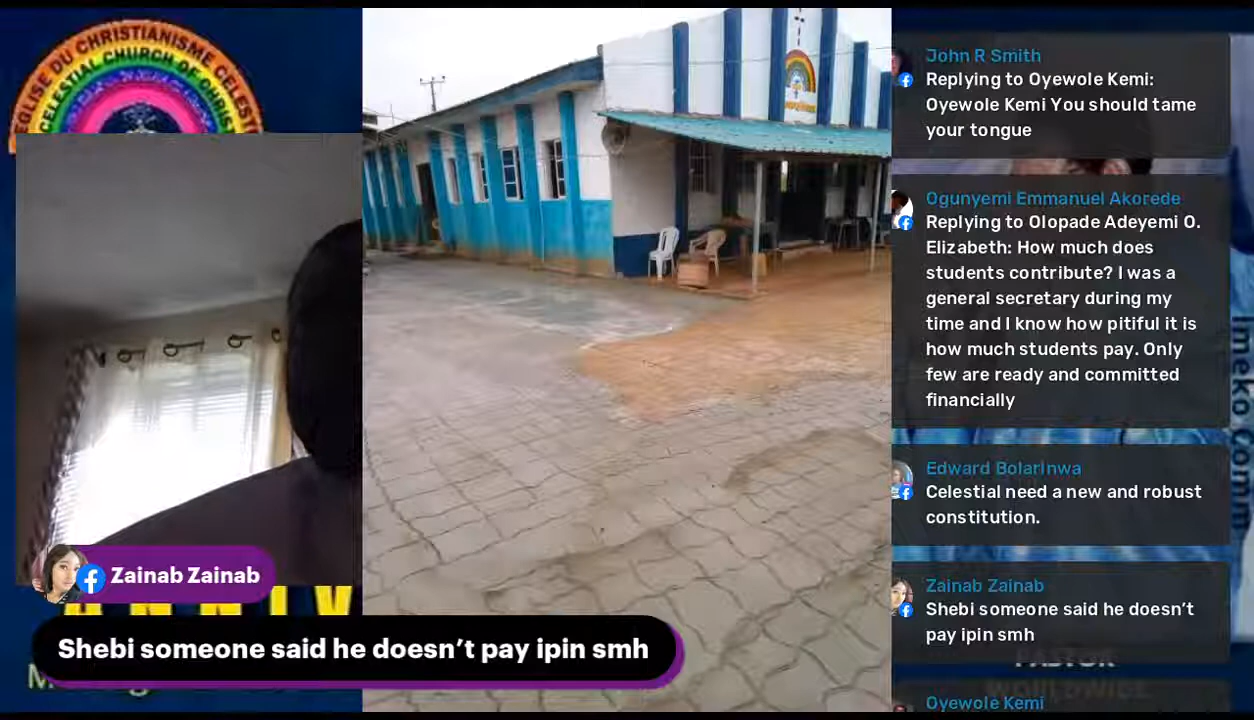 EGLISE DU CHRISTIANISME CELESTE
CELESTIAL CHURCH OF CHRIST
Zainab Zainab
Shebi someone said he doesn’t pay ipin smh
John R Smith
Replying to Oyewole Kemi:
Oyewole Kemi You should tame
your tongue
Ogunyemi Emmanuel Akorede
Replying to Olopade Adeyemi O.
Elizabeth: How much does
students contribute? I was a
general secretary during my
time and I know how pitiful it is
how much students pay. Only
few are ready and committed
financially
Edward Bolarinwa
Celestial need a new and robust
constitution.
Zainab Zainab
Shebi someone said he doesn’t
pay ipin smh
PASTOR
WORLDWIDE
Oyewole Kemi
Imeko Comm